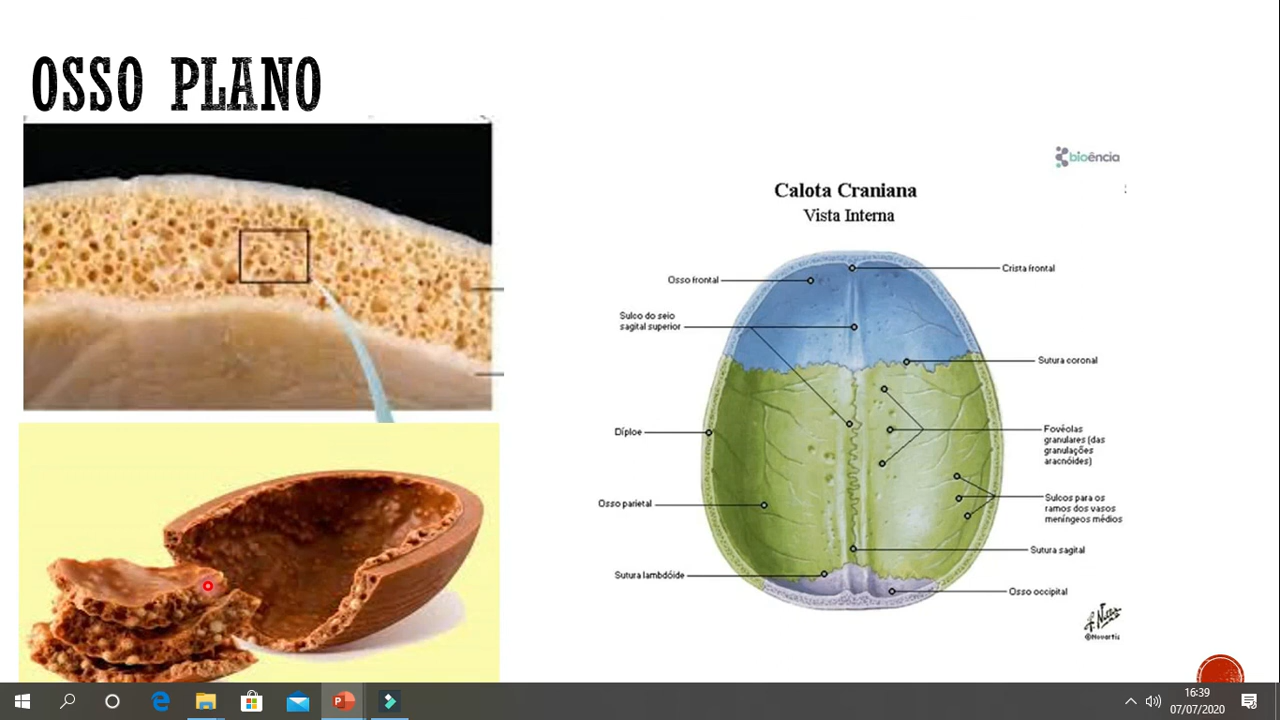 OSSO PLANO
bioência
Calota Craniana
Vista Interna
Crista frontal
Osso frontal
Sulco do seio
sagital superior
Sutura coronal
Díploe
Fovéolas
granulares (das
granulações
aracnóides)
Osso parietal
Sulcos para os
ramos dos vasos
meníngeos médios
Sutura sagital
Sutura lambdóide
Osso occipital
©Novartis
16:39
07/07/2020